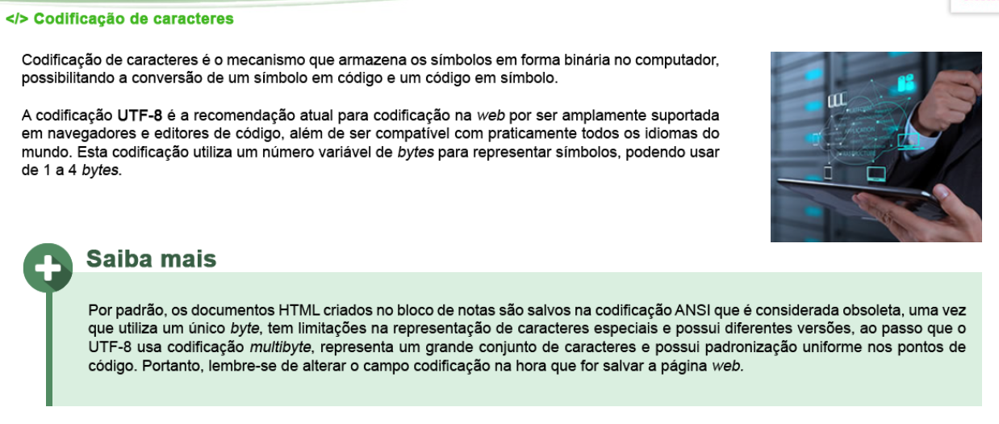 </> Codificação de caracteres
Codificação de caracteres é o mecanismo que armazena os símbolos em forma binária no computador,
possibilitando a conversão de um símbolo em código e um código em símbolo.
A codificação UTF-8 é a recomendação atual para codificação na web por ser amplamente suportada
em navegadores e editores de código, além de ser compatível com praticamente todos os idiomas do
mundo. Esta codificação utiliza um número variável de bytes para representar símbolos, podendo usar
de 1 a 4 bytes.
APPLICATION
INFRASTRUCTURE
Saiba mais
Por padrão, os documentos HTML criados no bloco de notas são salvos na codificação ANSI que é considerada obsoleta, uma vez
que utiliza um único byte, tem limitações na representação de caracteres especiais e possui diferentes versões, ao passo que o
UTF-8 usa codificação multibyte, representa um grande conjunto de caracteres e possui padronização uniforme nos pontos de
código. Portanto, lembre-se de alterar o campo codificação na hora que for salvar a página web.